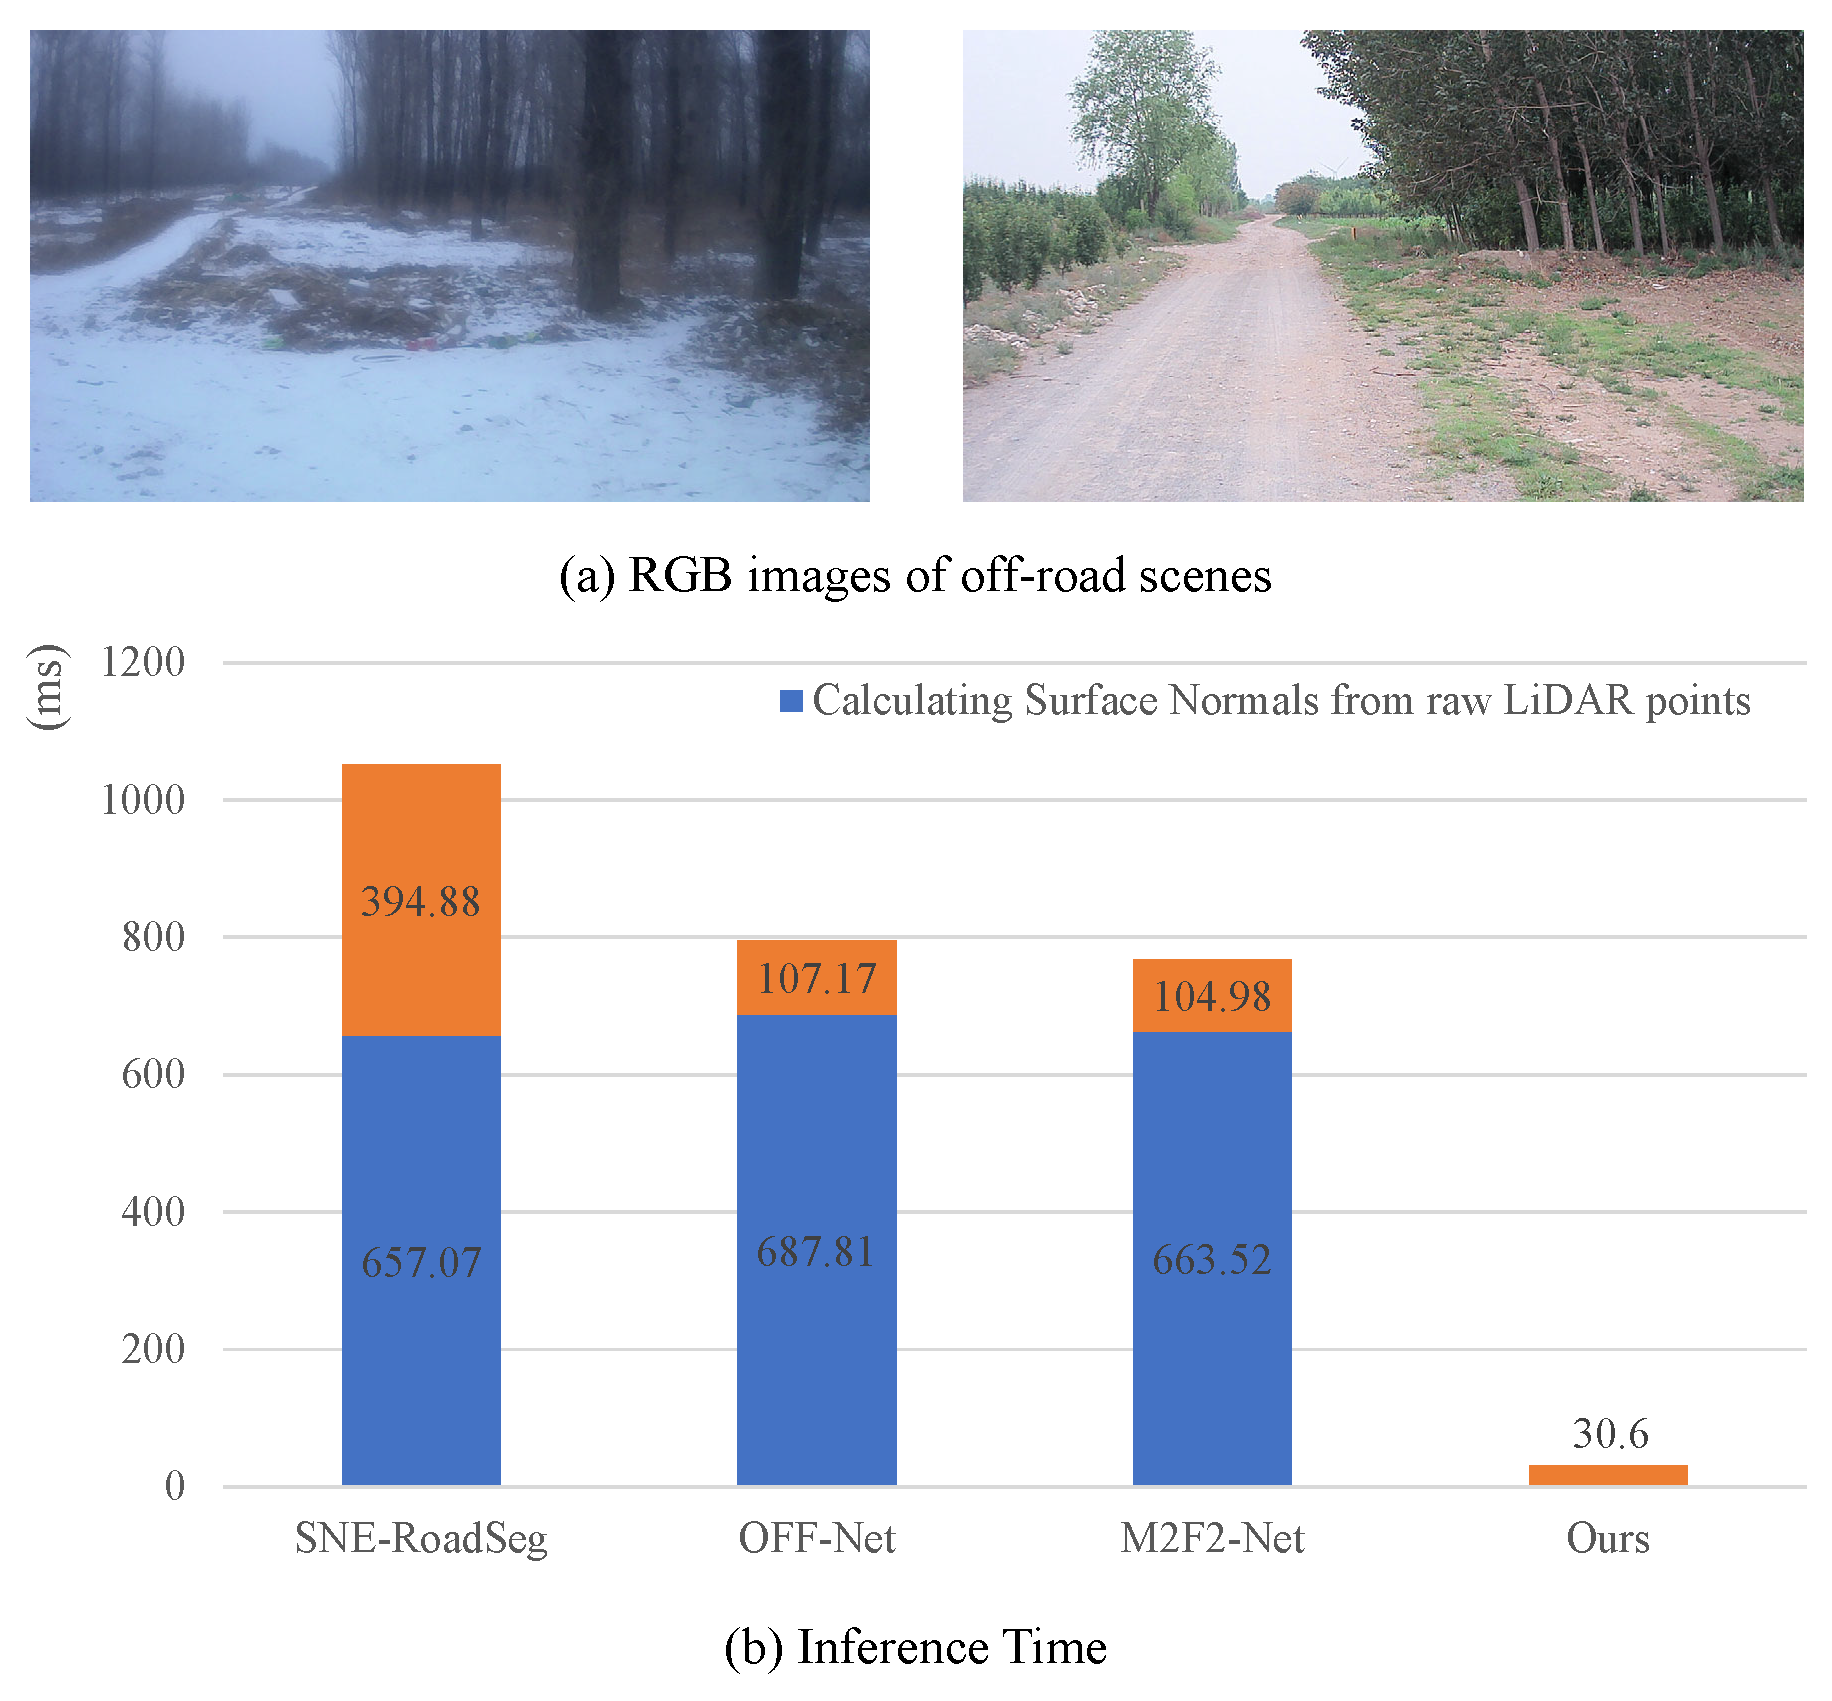 (a) RGB images of off-road scenes
(ms)
1200
Calculating Surface Normals from raw LiDAR points
1000
394.88
800
107.17
104.98
600
657.07
687.81
663.52
400
200
30.6
0
SNE-RoadSeg
OFF-Net
M2F2-Net
Ours
(b) Inference Time